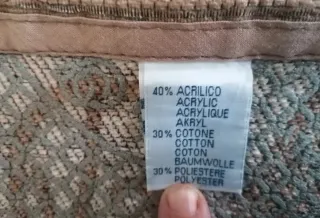 40% ACRILICO
ACRYLIC
ACRYLIQUE
AKRYL
30% COTONE
COTTON
COTON
BAUMWOLLE
30% POLIESTERE
POLYESTER